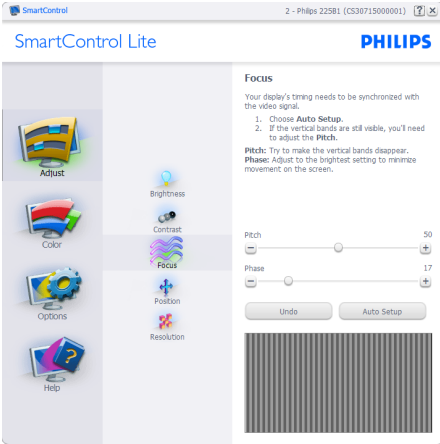 SmartControl
2 - Philips 225B1 (CS30715000001)
SmartControl Lite
PHILIPS
Adjust
Color
Options
Help
Brightness
Contrast
Focus
Position
Resolution
Focus
Your display's timing needs to be synchronized with
the video signal.
1. Choose Auto Setup.
2. If the vertical bands are still visible, you'll need
to adjust the Pitch.
Pitch: Try to make the vertical bands disappear.
Phase: Adjust to the brightest setting to minimize
movement on the screen.
Pitch 50
Phase 17
Undo
Auto Setup